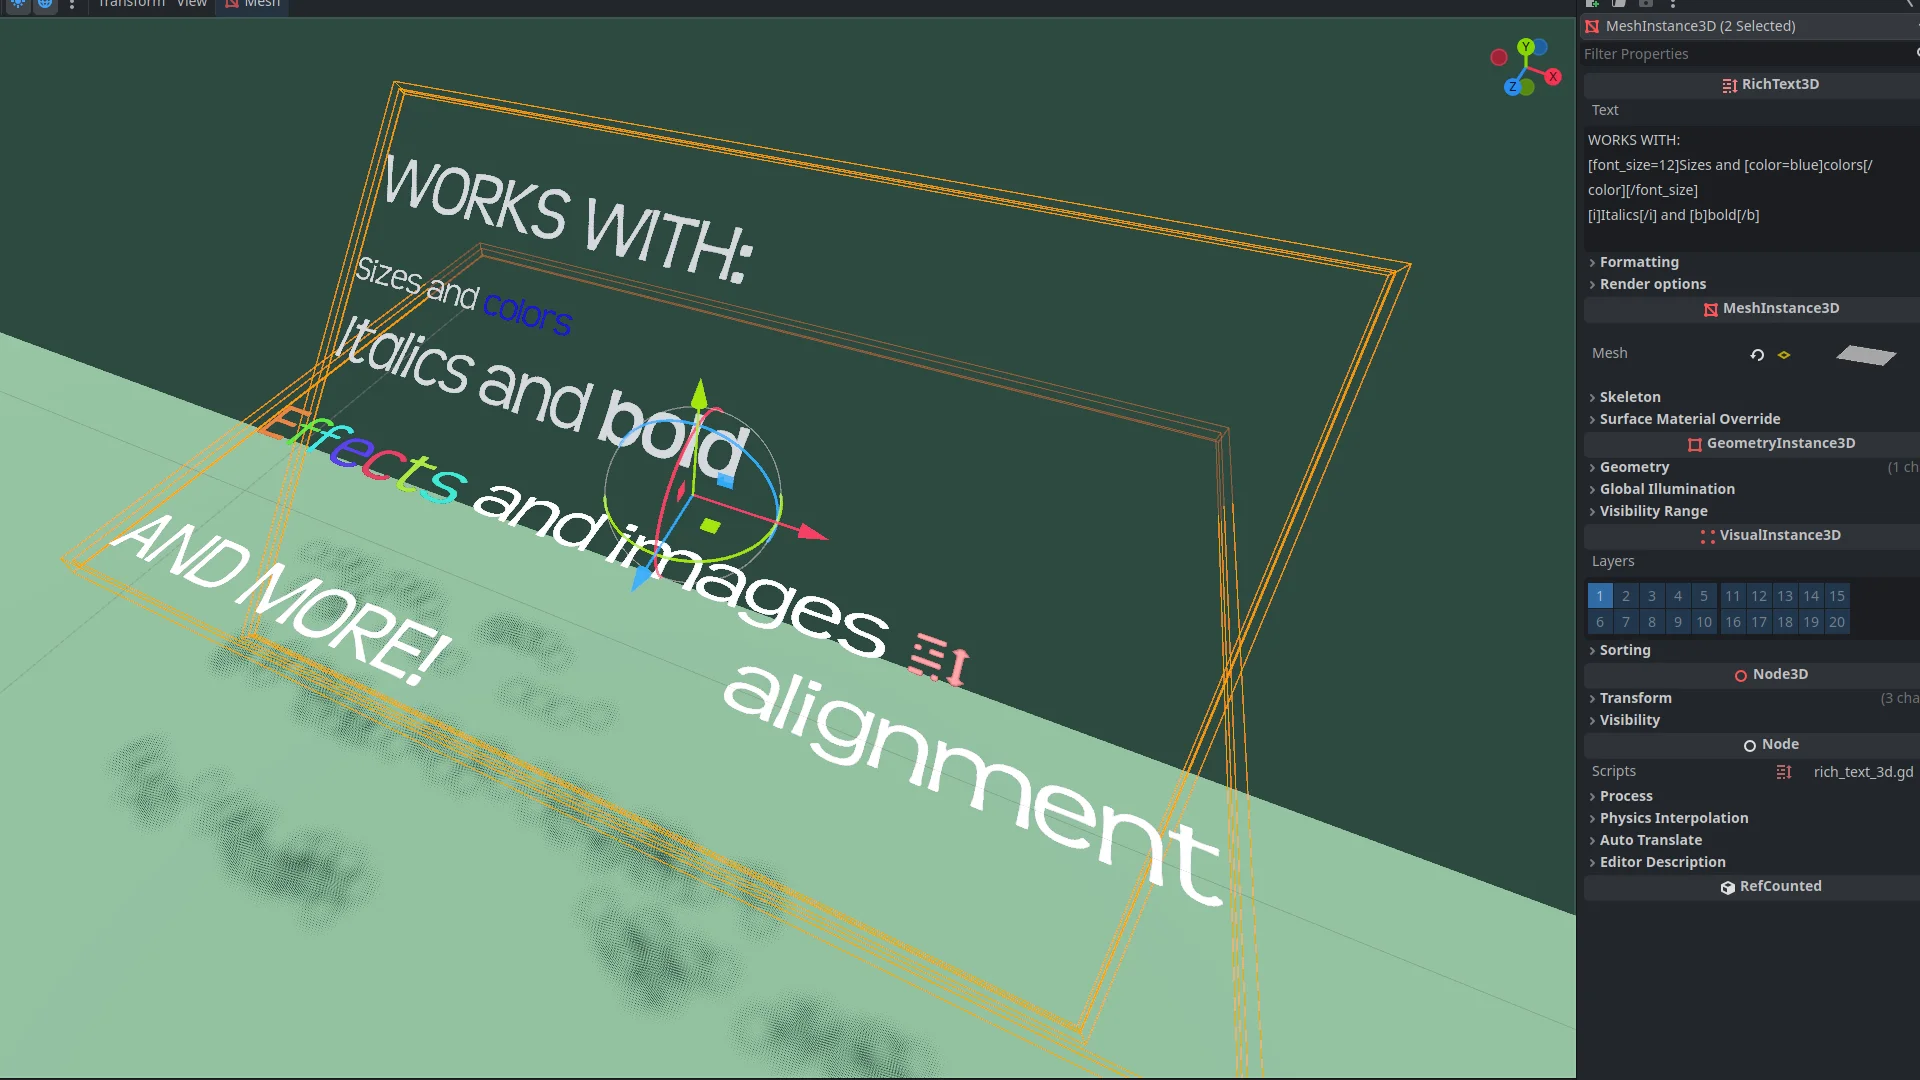 Transform View Mesh
Y
X
Z
WORKS WITH:
Sizes and colors
Italics and bold
Effects and images
alignment
AND MORE!
MeshInstance3D (2 Selected)
Filter Properties
RichText3D
Text
WORKS WITH:
[font_size=12]Sizes and [color=blue]colors[/
color][/font_size]
[i]Italics[/i] and [b]bold[/b]
Formatting
Render options
MeshInstance3D
Mesh
Skeleton
Surface Material Override
GeometryInstance3D
Geometry (1 ch
Global Illumination
Visibility Range
VisualInstance3D
Layers
1 2 3 4 5 11 12 13 14 15
6 7 8 9 10 16 17 18 19 20
Sorting
Node3D
Transform (3 cha
Visibility
Node
Scripts rich_text_3d.gd
Process
Physics Interpolation
Auto Translate
Editor Description
RefCounted